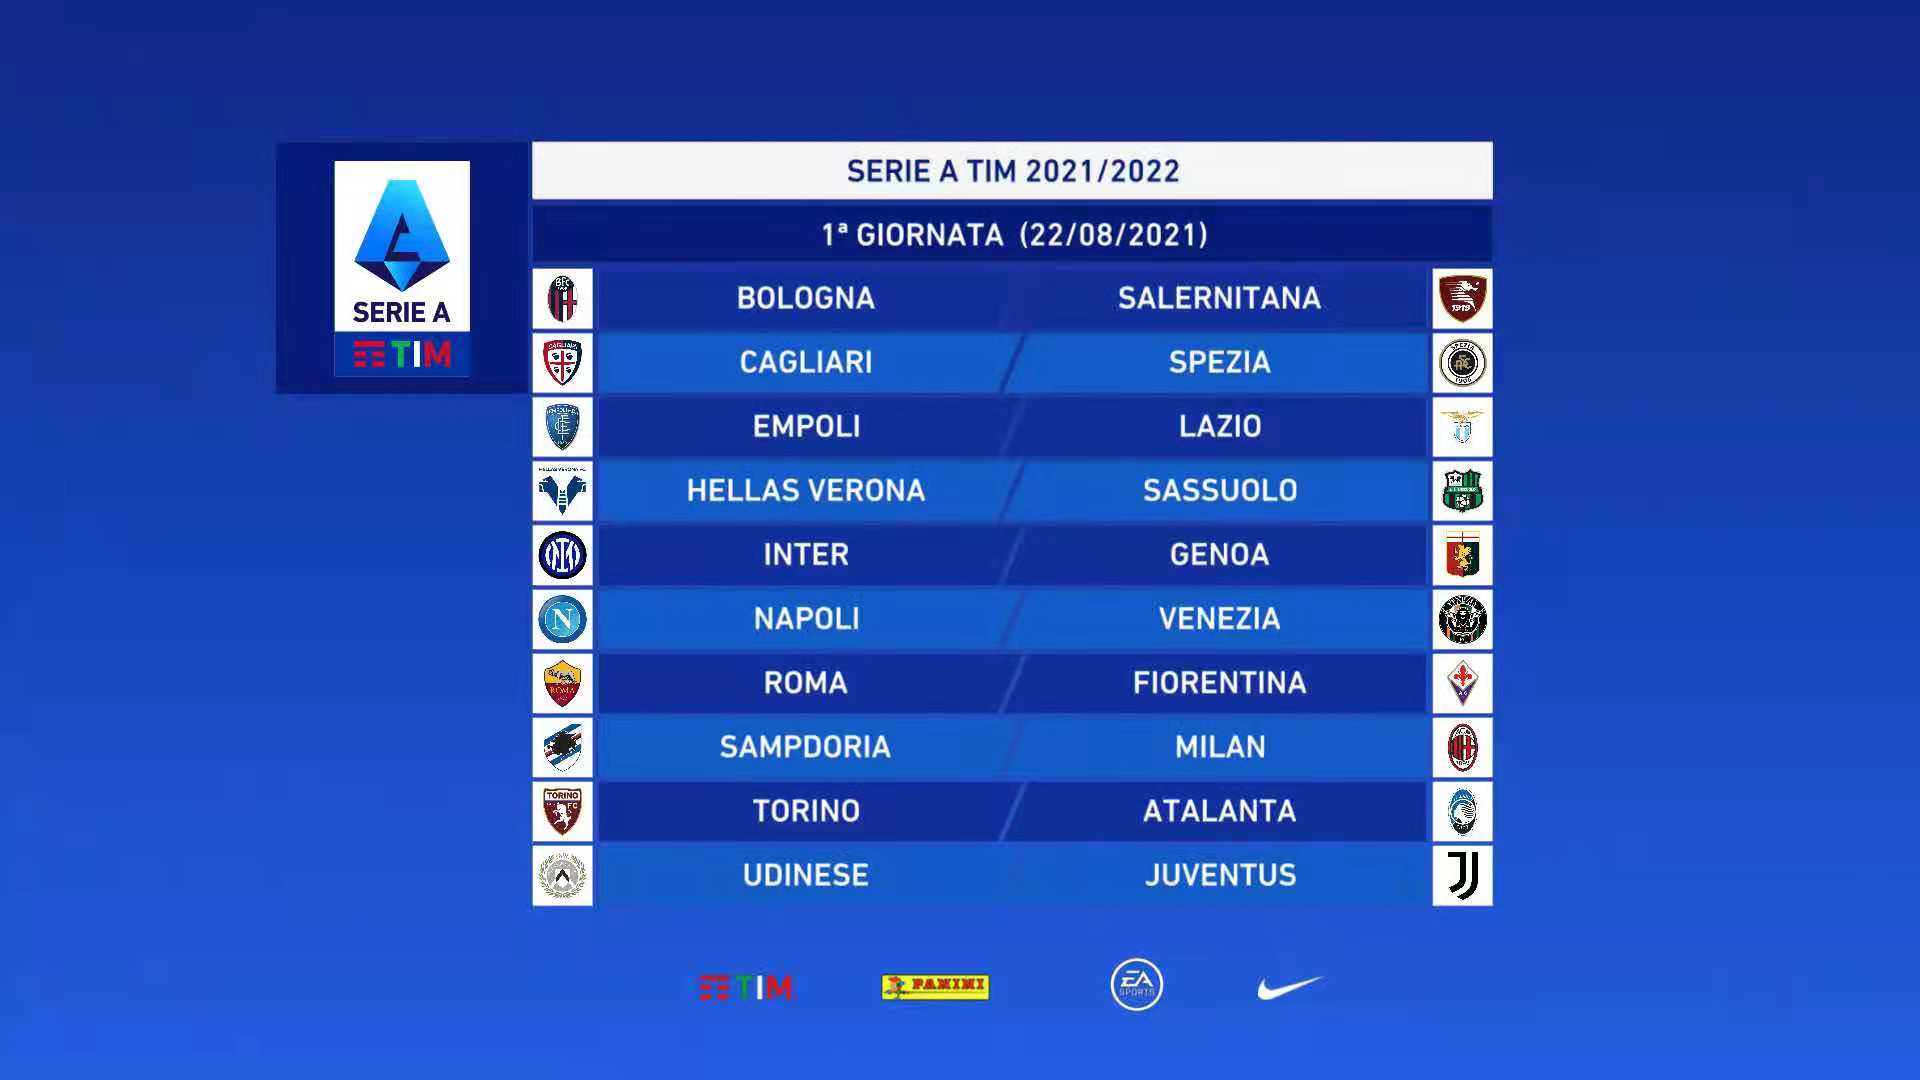 SERIE A TIM 2021/2022
1ª GIORNATA (22/08/2021)
SERIE A
TIM
BOLOGNA SALERNITANA
CAGLIARI SPEZIA
EMPOLI LAZIO
HELLAS VERONA SASSUOLO
INTER GENOA
NAPOLI VENEZIA
ROMA FIORENTINA
SAMPDORIA MILAN
TORINO ATALANTA
UDINESE JUVENTUS
TIM PANINI EA SPORTS